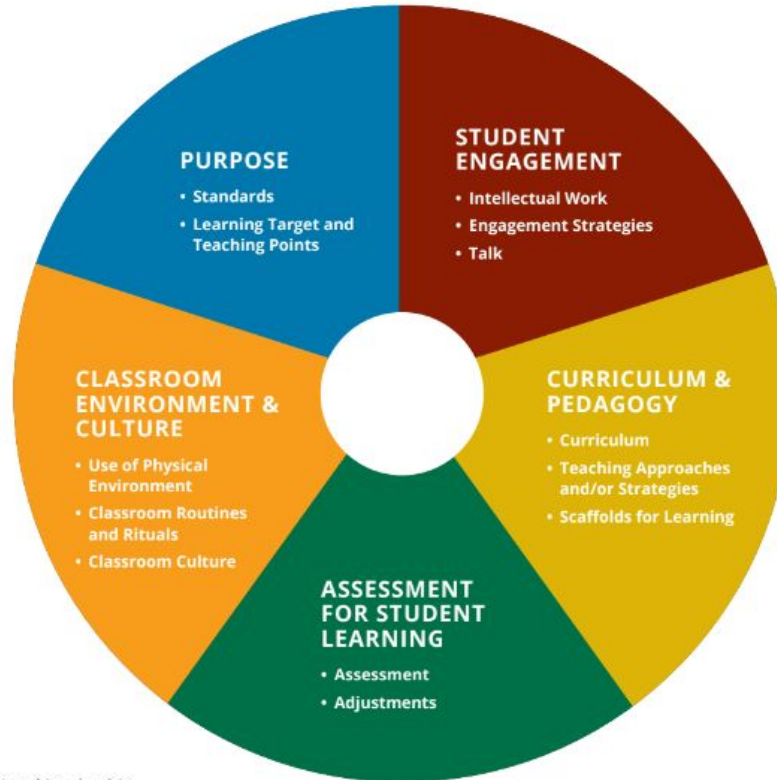 PURPOSE
• Standards
• Learning Target and
Teaching Points
STUDENT
ENGAGEMENT
• Intellectual Work
• Engagement Strategies
• Talk
CURRICULUM &
PEDAGOGY
• Curriculum
• Teaching Approaches
and/or Strategies
• Scaffolds for Learning
ASSESSMENT
FOR STUDENT
LEARNING
• Assessment
• Adjustments
CLASSROOM
ENVIRONMENT &
CULTURE
• Use of Physical
Environment
• Classroom Routines
and Rituals
• Classroom Culture